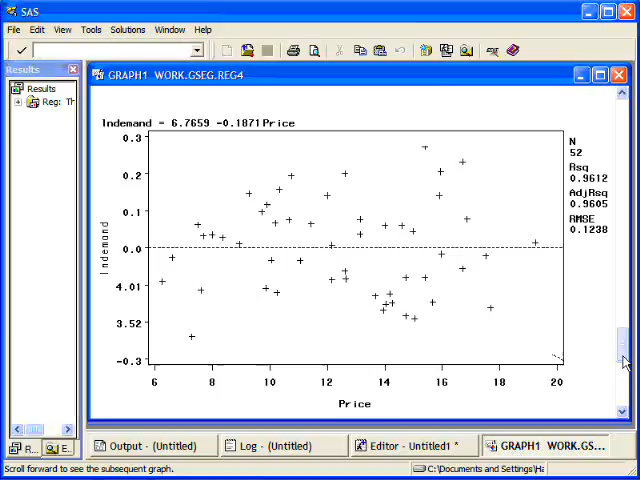 SAS
File Edit View Tools Solutions Window Help
Results
GRAPH1 WORK.GSEG.REG4
Results
Reg: Th
lndemand = 6.7659 -0.1871Price
0.3
0.2
0.1
0.0
4.01
3.52
-0.3
lndemand
6 8 10 12 14 16 18 20
Price
N
52
Rsq
0.9612
AdjRsq
0.9605
RMSE
0.1238
R... E...
Output - (Untitled) Log - (Untitled) Editor - Untitled1 * GRAPH1 WORK.GS...
Scroll forward to see the subsequent graph. C:\Documents and Settings\Ha